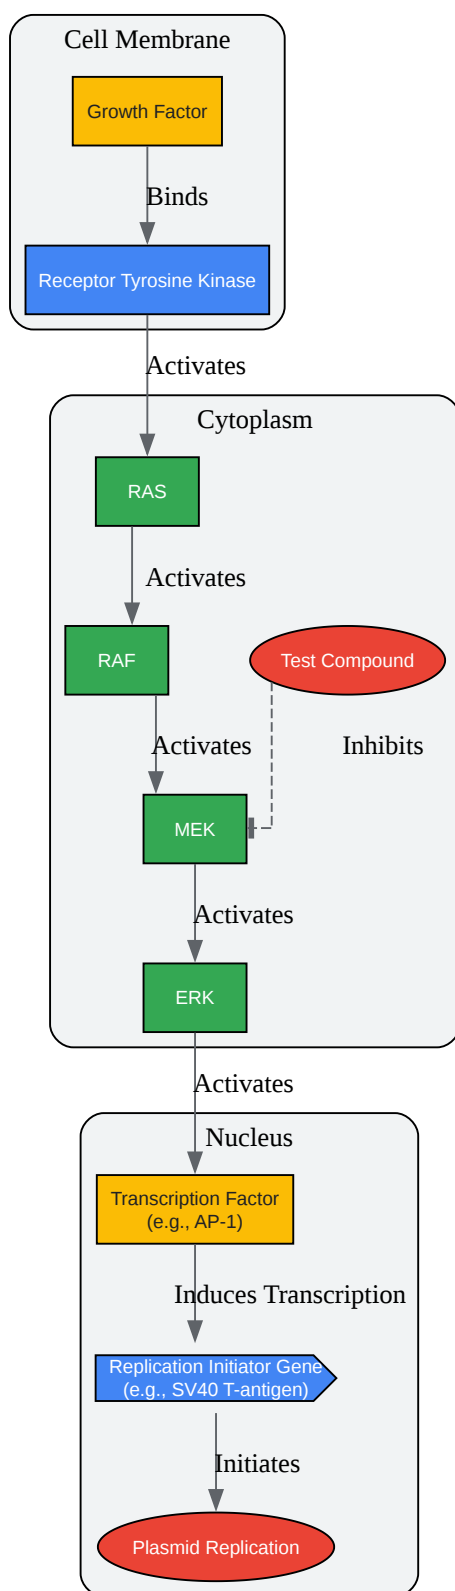 Cell Membrane
Growth Factor
Binds
Receptor Tyrosine Kinase
Activates
Cytoplasm
RAS
Activates
RAF
Test Compound
Activates
Inhibits
MEK
Activates
ERK
Activates
Nucleus
Transcription Factor
(e.g., AP-1)
Induces Transcription
Replication Initiator Gene
(e.g., SV40 T-antigen)
Initiates
Plasmid Replication